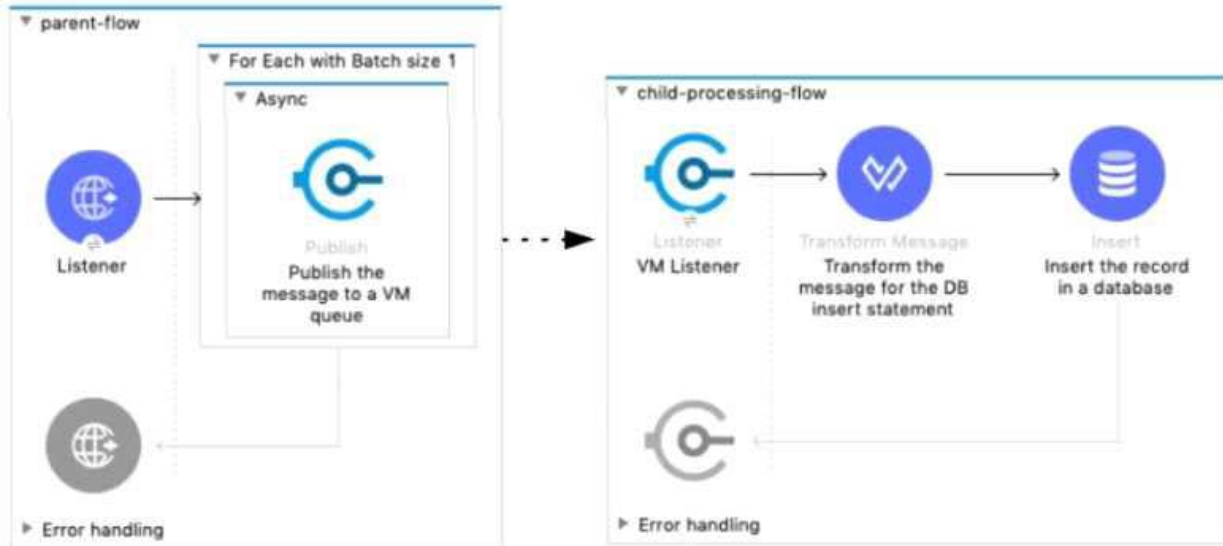 parent-flow
For Each with Batch size 1
Async
Listener
Publish
Publish the
message to a VM
queue
Error handling
child-processing-flow
Listener
VM Listener
Transform Message
Transform the
message for the DB
insert statement
Insert
Insert the record
in a database
Error handling